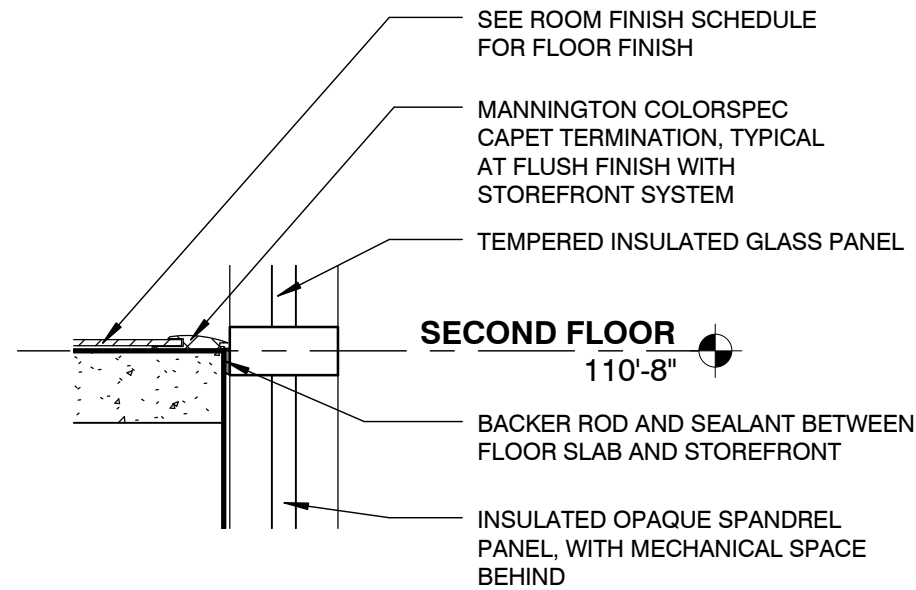 SEE ROOM FINISH SCHEDULE
FOR FLOOR FINISH
MANNINGTON COLORSPEC
CAPET TERMINATION, TYPICAL
AT FLUSH FINISH WITH
STOREFRONT SYSTEM
TEMPERED INSULATED GLASS PANEL
SECOND FLOOR
110'-8"
BACKER ROD AND SEALANT BETWEEN
FLOOR SLAB AND STOREFRONT
INSULATED OPAQUE SPANDREL
PANEL, WITH MECHANICAL SPACE
BEHIND